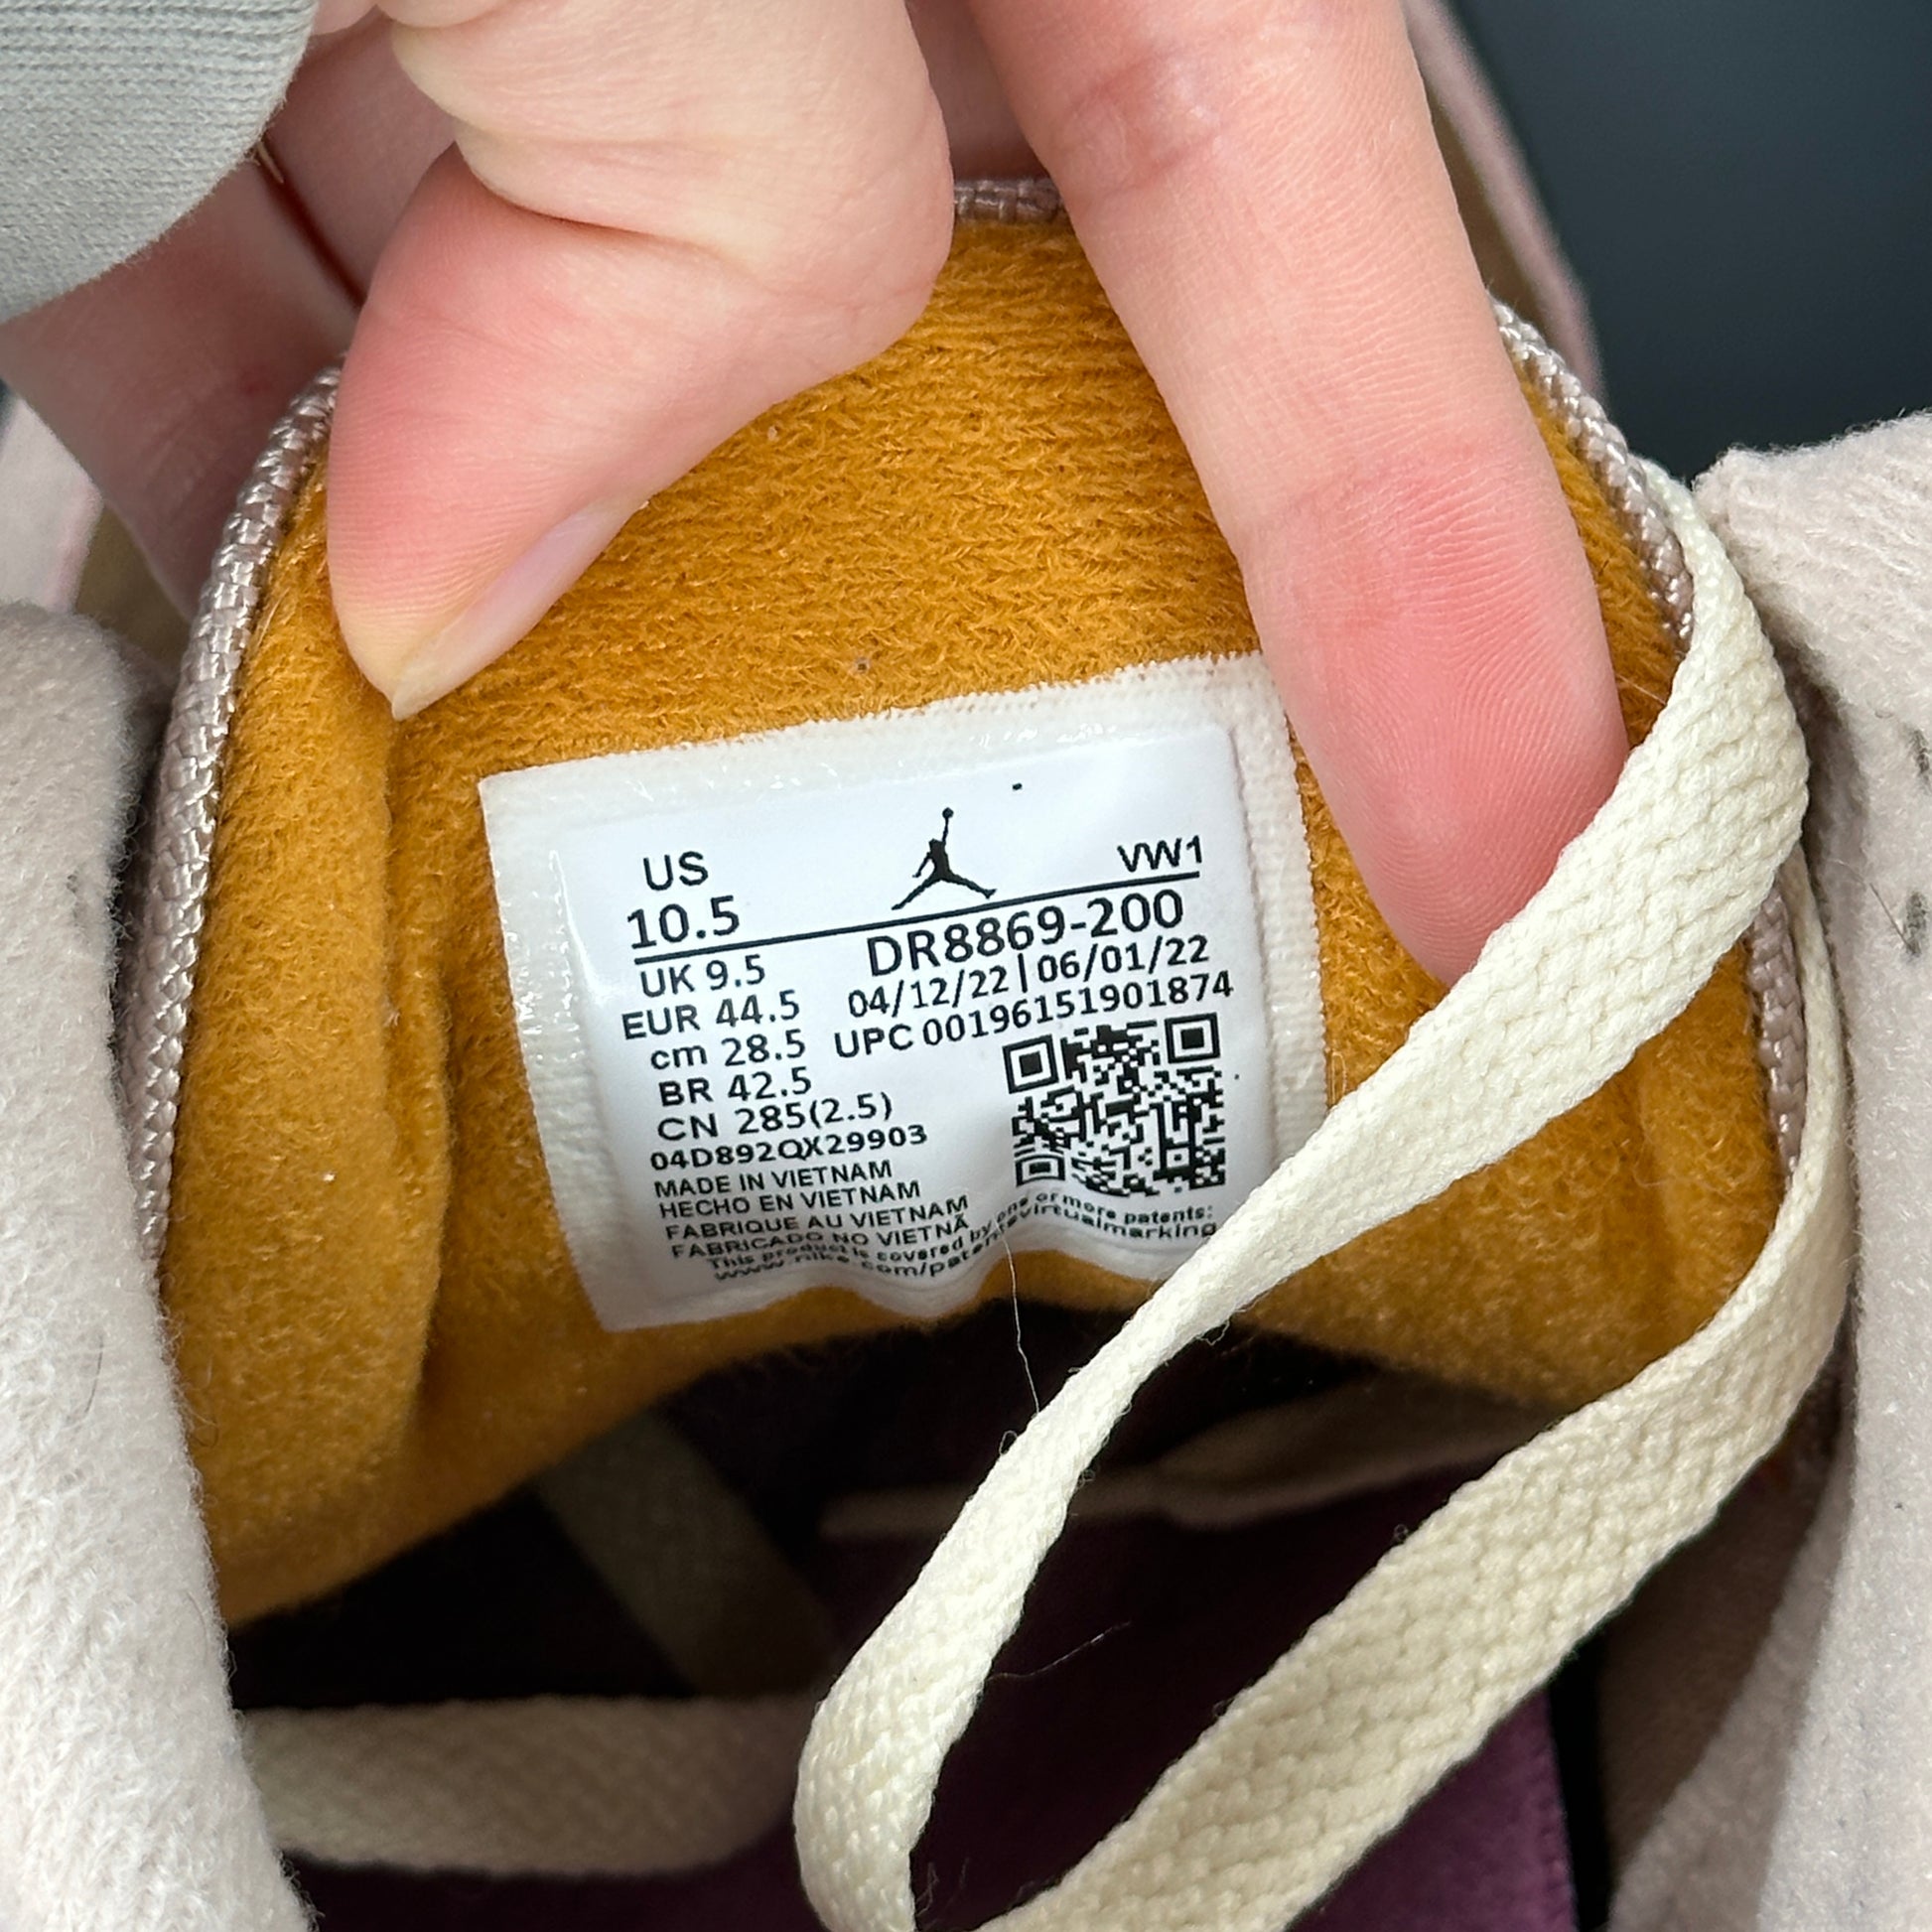 US
10.5
VW1
DR8869-200
UK 9.5
04/12/22 | 06/01/22
EUR 44.5
UPC 00196151901874
cm 28.5
BR 42.5
CN 285(2.5)
04D892QX29903
MADE IN VIETNAM
HECHO EN VIETNAM
FABRIQUE AU VIETNAM
FABRICADO NO VIETNÃ
This product is covered by one or more patents:
www.nike.com/patentsvirtualmarking